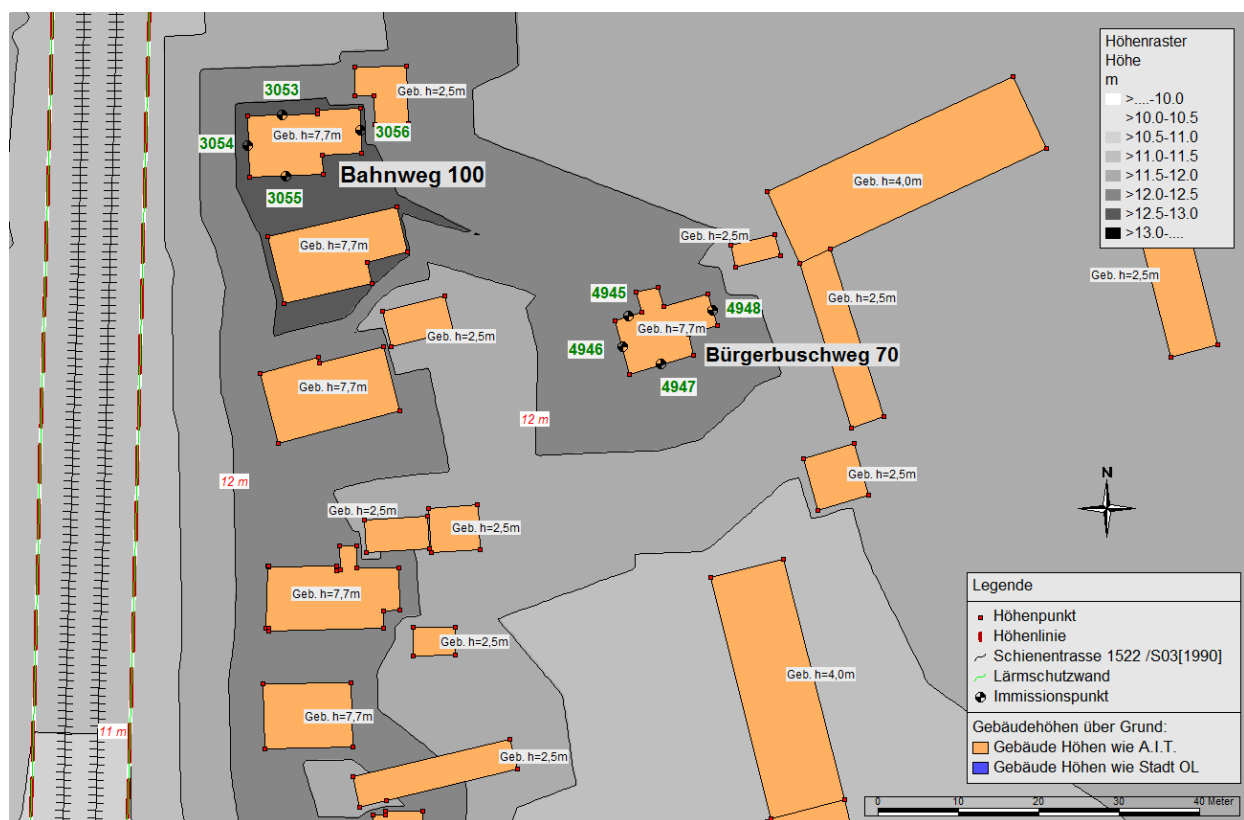 3053
Geb. h=2,5m
3054
Geb. h=7,7m
3056
Bahnweg 100
3055
Geb. h=7,7m
Geb. h=4,0m
Geb. h=2,5m
Geb. h=2,5m
Geb. h=2,5m
4945
4948
Geb. h=7,7m
4946
Bürgerbuschweg 70
4947
Geb. h=2,5m
Geb. h=7,7m
12 m
12 m
Geb. h=2,5m
Geb. h=2,5m
Geb. h=2,5m
Geb. h=7,7m
Geb. h=2,5m
Geb. h=4,0m
Geb. h=7,7m
11 m
Geb. h=2,5m
Höhenraster
Höhe
m
>....-10.0
>10.0-10.5
>10.5-11.0
>11.0-11.5
>11.5-12.0
>12.0-12.5
>12.5-13.0
>13.0-....
N
Legende
Höhenpunkt
Höhenlinie
Schienentrasse 1522 /S03[1990]
Lärmschutzwand
Immissionspunkt
Gebäudehöhen über Grund:
Gebäude Höhen wie A.I.T.
Gebäude Höhen wie Stadt OL
0 10 20 30 40 Meter